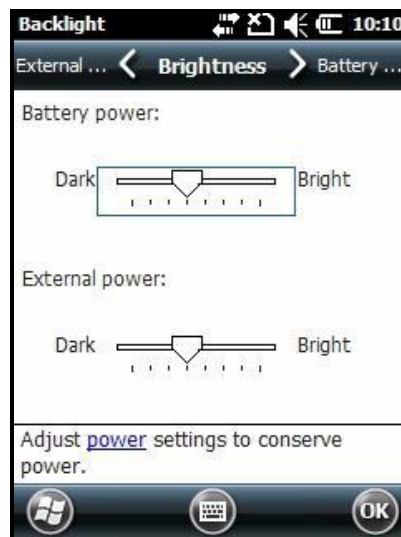 Backlight 10:10
External ... Brightness Battery ...
Battery power:
Dark Bright
External power:
Dark Bright
Adjust power settings to conserve
power.
OK